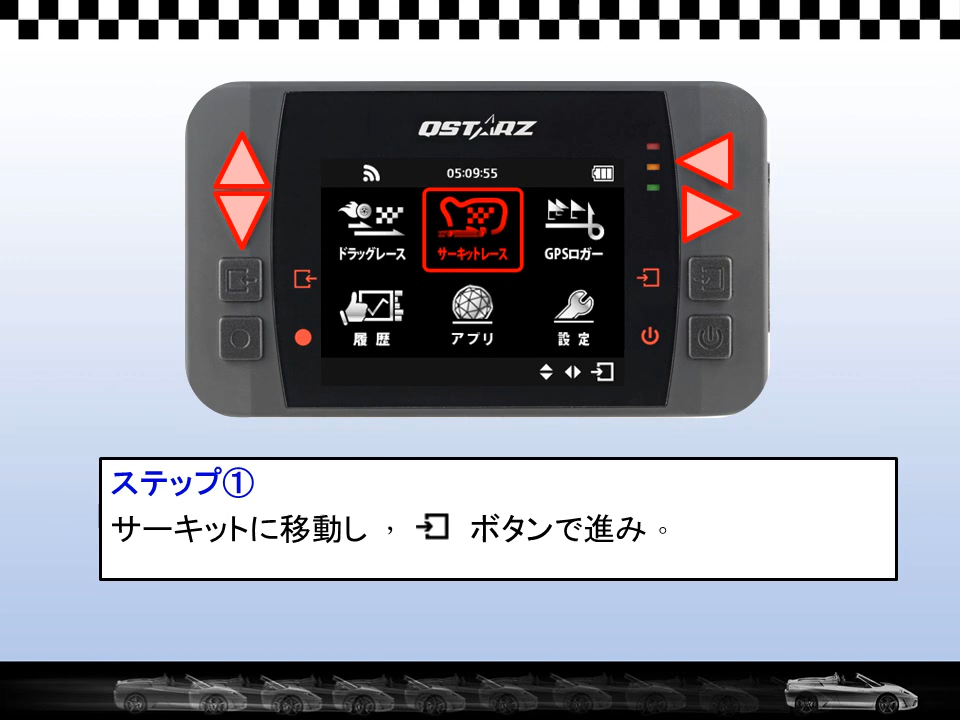 QSTARZ
05:09:55
ドラッグレース
サーキットレース
GPSロガー
履歴
アプリ
設定
ステップ①
サーキットに移動し，ボタンで進み。